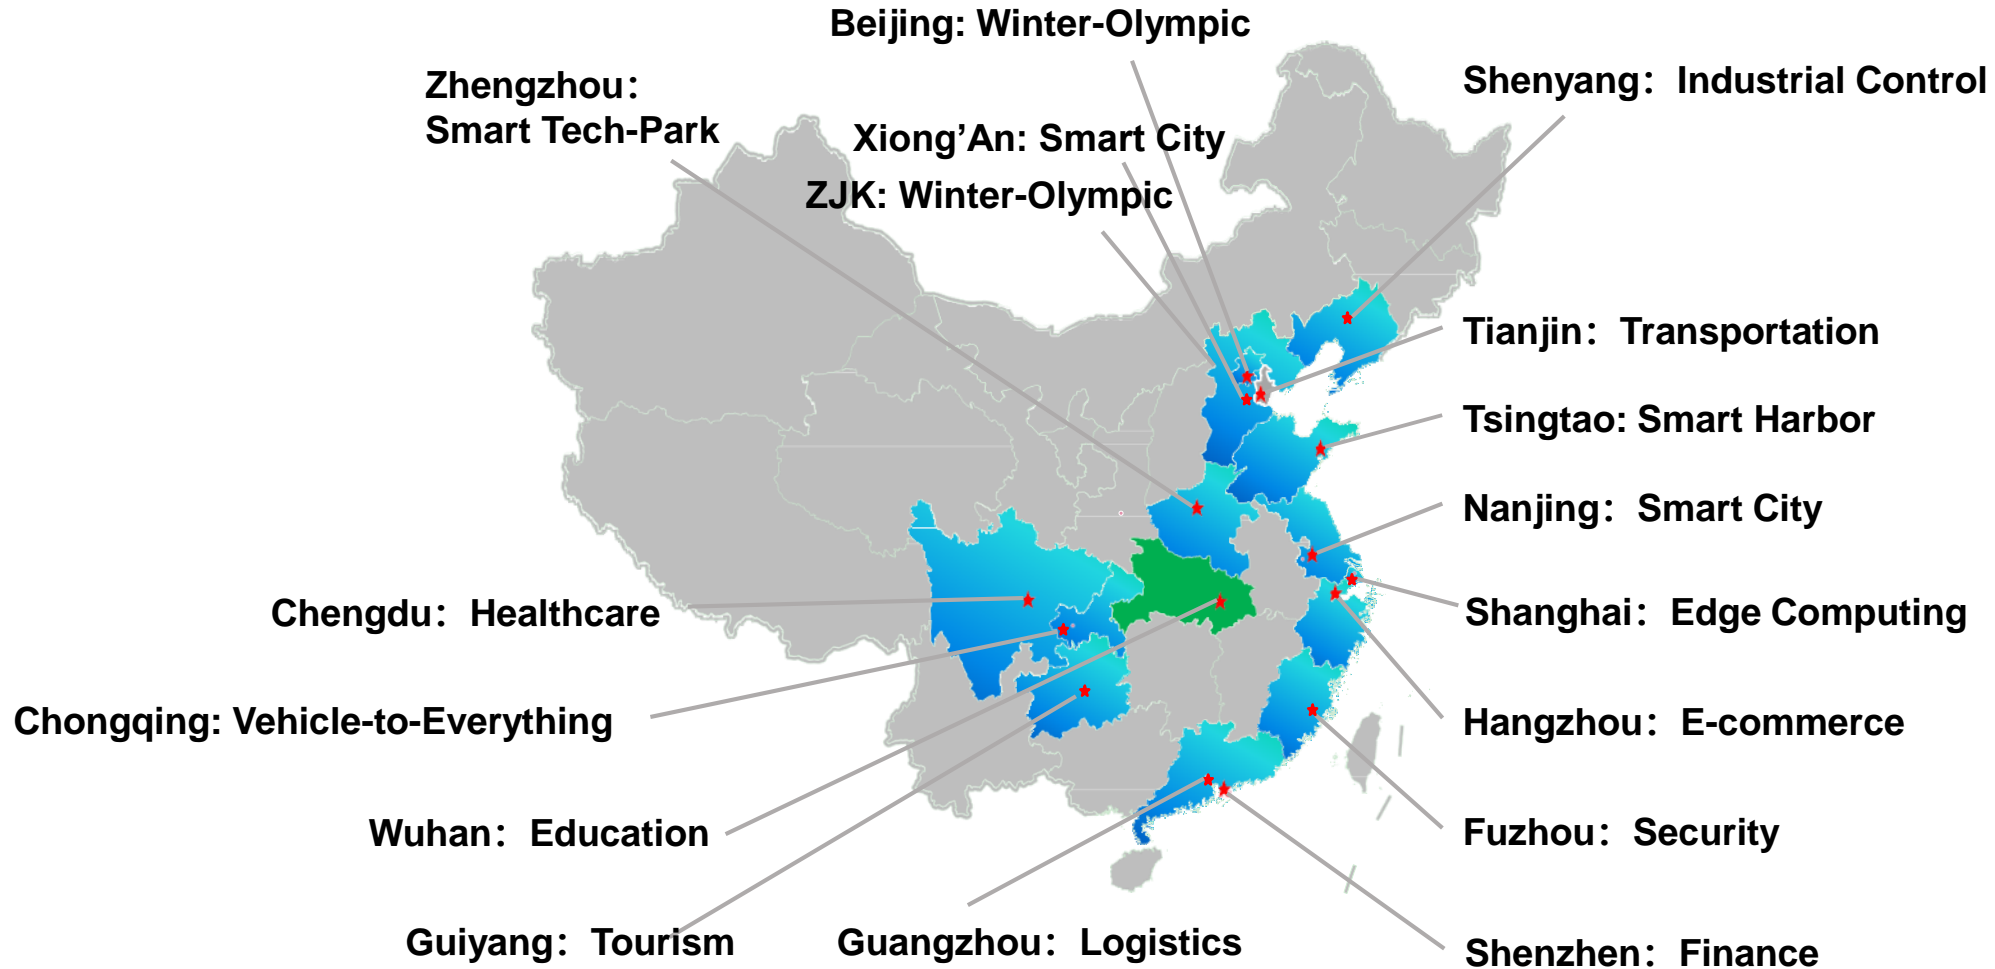 Beijing: Winter-Olympic
Zhengzhou：
Smart Tech-Park
Shenyang：Industrial Control
Xiong’An: Smart City
ZJK: Winter-Olympic
Tianjin：Transportation
Tsingtao: Smart Harbor
Nanjing：Smart City
Chengdu：Healthcare
Shanghai：Edge Computing
Chongqing: Vehicle-to-Everything
Hangzhou：E-commerce
Wuhan：Education
Fuzhou：Security
Guiyang：Tourism
Guangzhou：Logistics
Shenzhen：Finance